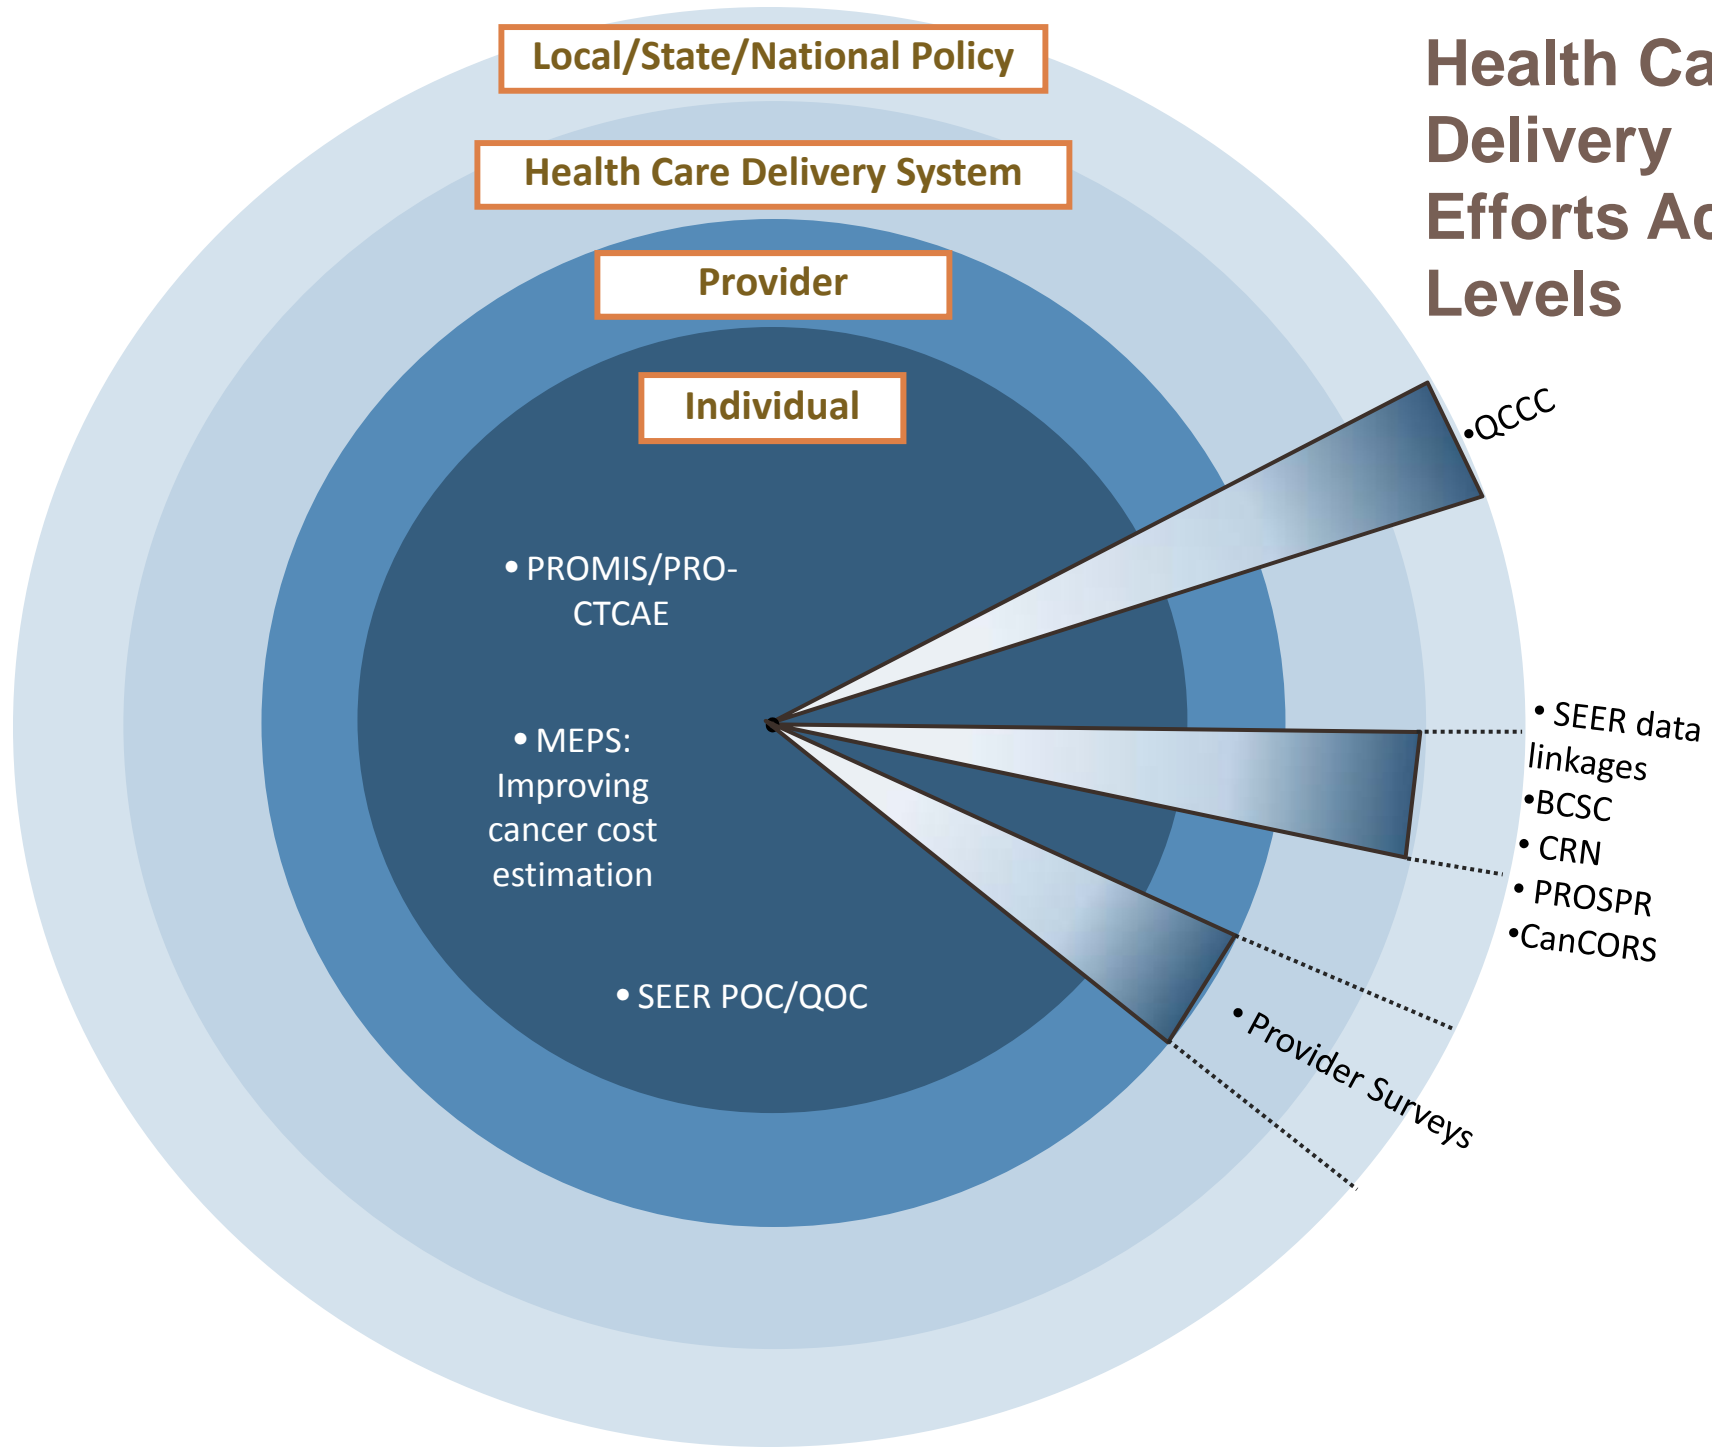 Local/State/National Policy
Health Care Delivery System
Provider
Individual
Health Ca
Delivery
Efforts Ac
Levels
• PROMIS/PRO-
CTCAE
• MEPS:
Improving
cancer cost
estimation
• SEER POC/QOC
•QCCC
• SEER data
linkages
•BCSC
• CRN
• PROSPR
•CanCORS
• Provider Surveys